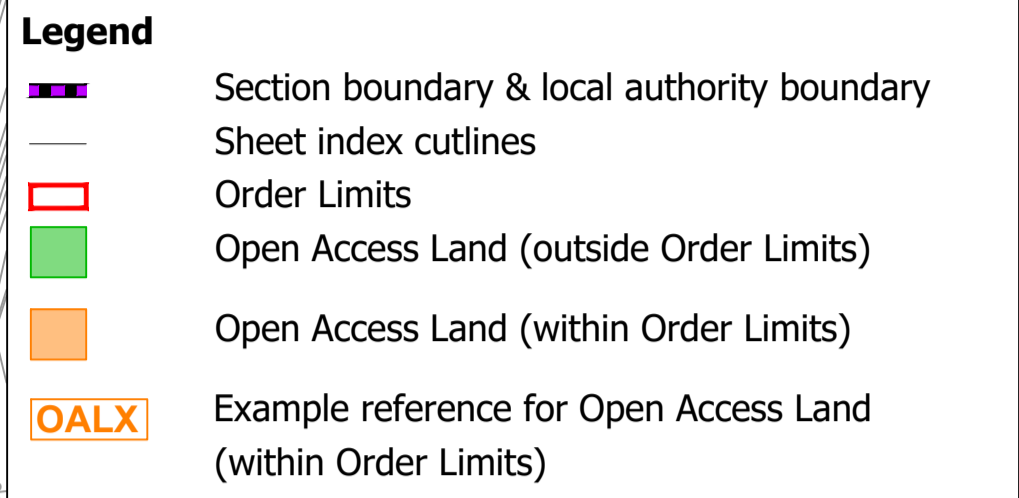 Legend
Section boundary & local authority boundary
Sheet index cutlines
Order Limits
Open Access Land (outside Order Limits)
Open Access Land (within Order Limits)
OALX Example reference for Open Access Land
(within Order Limits)